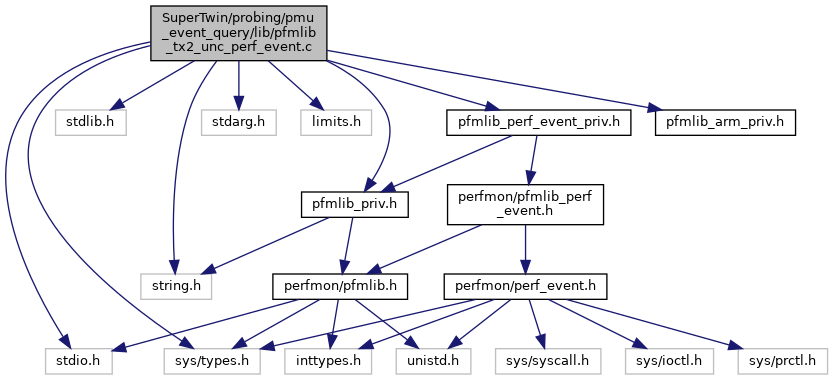 SuperTwin/probing/pmu
_event_query/lib/pfmlib
_tx2_unc_perf_event.c
stdlib.h
stdarg.h
limits.h
pfmlib_perf_event_priv.h
pfmlib_arm_priv.h
pfmlib_priv.h
perfmon/pfmlib_perf
_event.h
string.h
perfmon/pfmlib.h
perfmon/perf_event.h
stdio.h
sys/types.h
inttypes.h
unistd.h
sys/syscall.h
sys/ioctl.h
sys/prctl.h